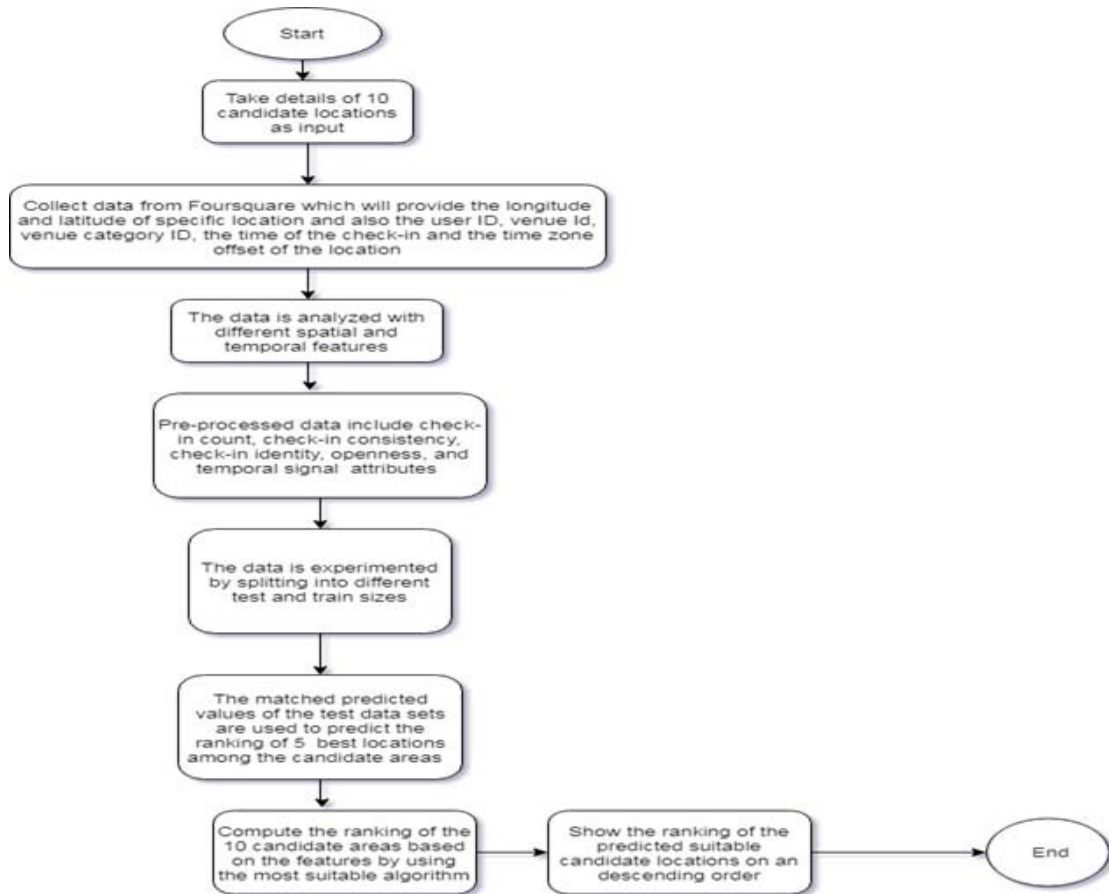 Start
Take details of 10
candidate locations
as input
Collect data from Foursquare which will provide the longitude
and latitude of specific location and also the user ID, venue Id,
venue category ID, the time of the check-in and the time zone
offset of the location
The data is analyzed with
different spatial and
temporal features
Pre-processed data include check-
in count, check-in consistency,
check-in identity, openness, and
temporal signal attributes
The data is experimented
by splitting into different
test and train sizes
The matched predicted
values of the test data sets
are used to predict the
ranking of 5 best locations
among the candidate areas
Compute the ranking of the
10 candidate areas based
on the features by using
the most suitable algorithm
Show the ranking of the
predicted suitable
candidate locations on an
descending order
End